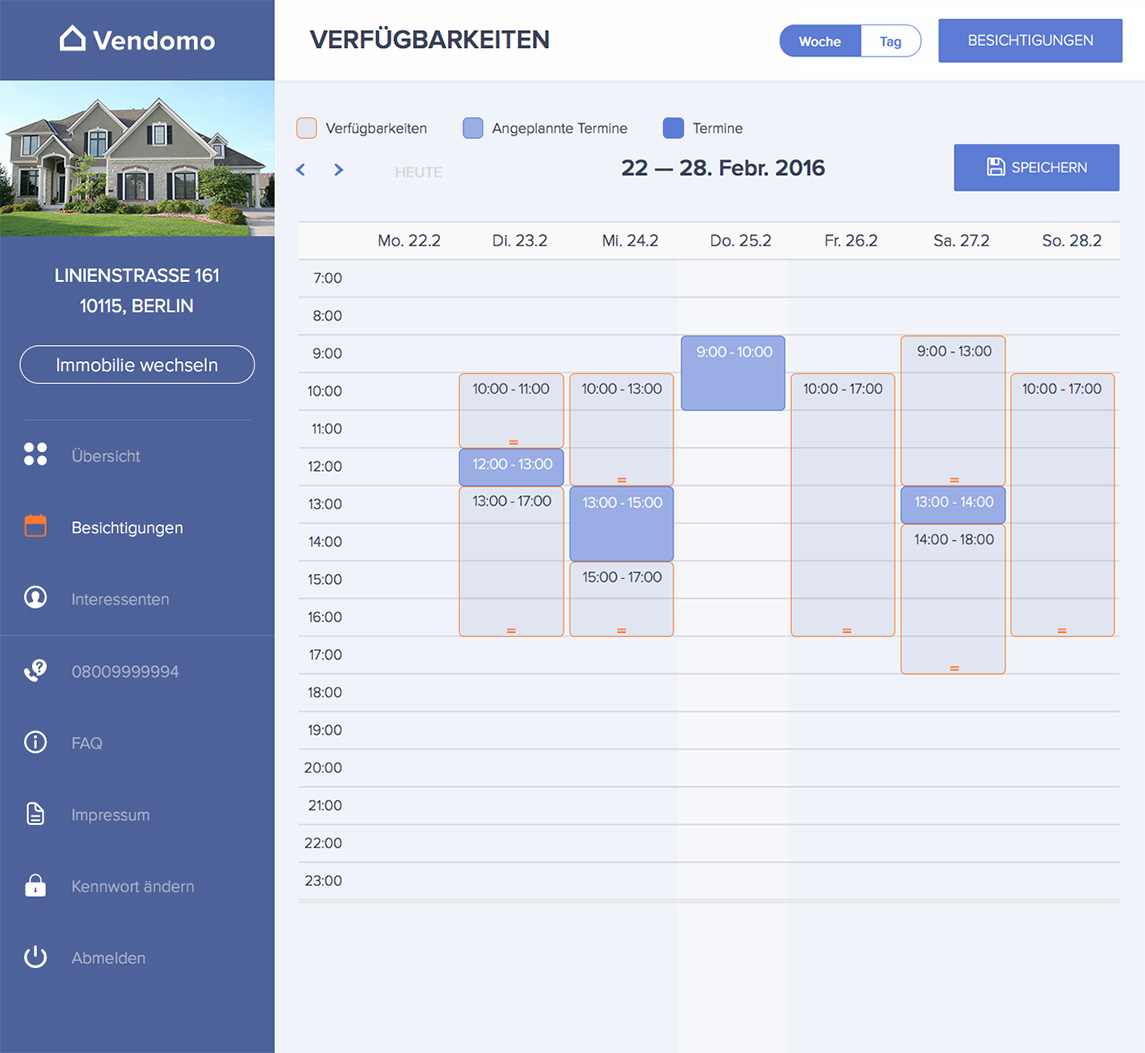 Vendomo
VERFÜGBARKEITEN
Woche
Tag
BESICHTIGUNGEN
LINIENSTRASSE 161
10115, BERLIN
Immobilie wechseln
Übersicht
Besichtigungen
Interessenten
08009999994
FAQ
Impressum
Kennwort ändern
Abmelden
Verfügbarkeiten
Angeplannte Termine
Termine
HEUTE
22 — 28. Febr. 2016
SPEICHERN
Mo. 22.2
Di. 23.2
Mi. 24.2
Do. 25.2
Fr. 26.2
Sa. 27.2
So. 28.2
7:00
8:00
9:00
10:00
11:00
12:00
13:00
14:00
15:00
16:00
17:00
18:00
19:00
20:00
21:00
22:00
23:00
10:00 - 11:00
12:00 - 13:00
13:00 - 17:00
10:00 - 13:00
13:00 - 15:00
15:00 - 17:00
9:00 - 10:00
10:00 - 17:00
9:00 - 13:00
13:00 - 14:00
14:00 - 18:00
10:00 - 17:00